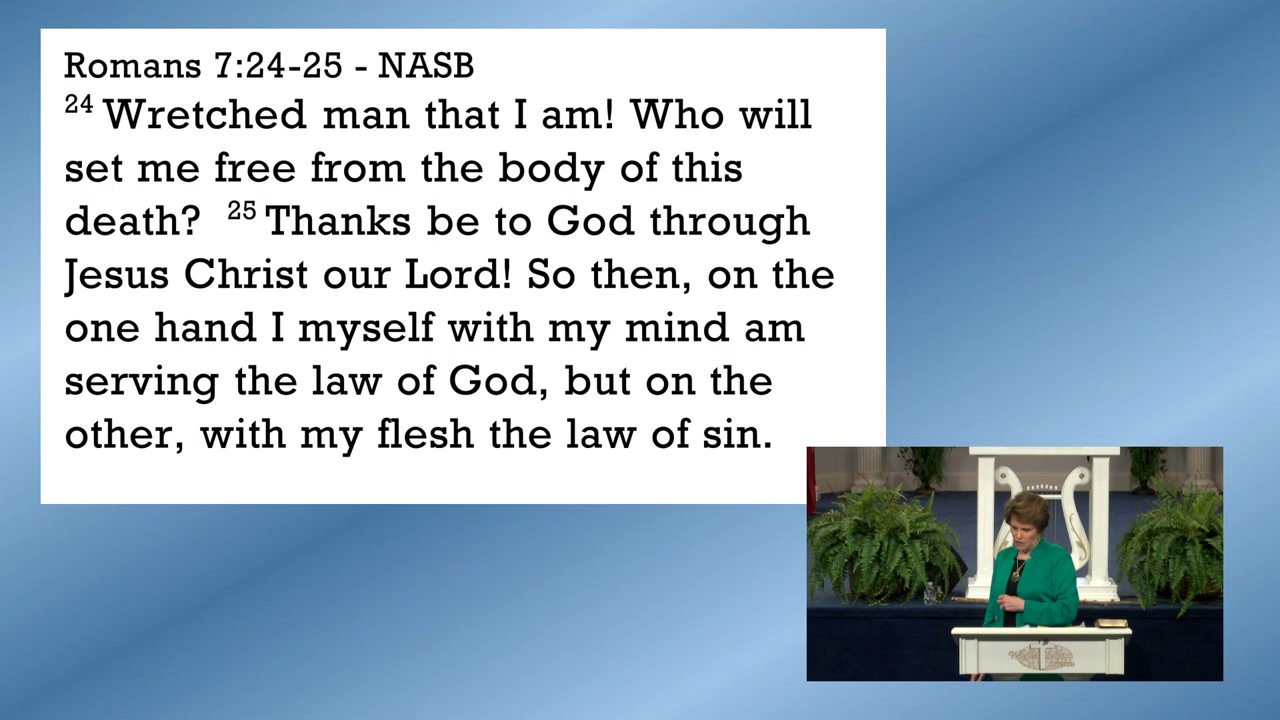 Romans 7:24-25 - NASB
24 Wretched man that I am! Who will
set me free from the body of this
death? 25 Thanks be to God through
Jesus Christ our Lord! So then, on the
one hand I myself with my mind am
serving the law of God, but on the
other, with my flesh the law of sin.